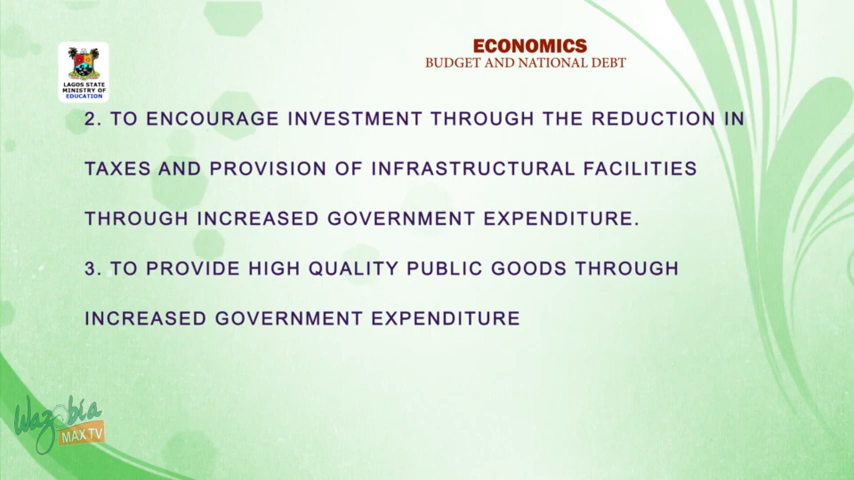 ECONOMICS
BUDGET AND NATIONAL DEBT
LAGOS STATE
MINISTRY OF
EDUCATION
2. TO ENCOURAGE INVESTMENT THROUGH THE REDUCTION IN
TAXES AND PROVISION OF INFRASTRUCTURAL FACILITIES
THROUGH INCREASED GOVERNMENT EXPENDITURE.
3. TO PROVIDE HIGH QUALITY PUBLIC GOODS THROUGH
INCREASED GOVERNMENT EXPENDITURE
Wazobia
MAX TV